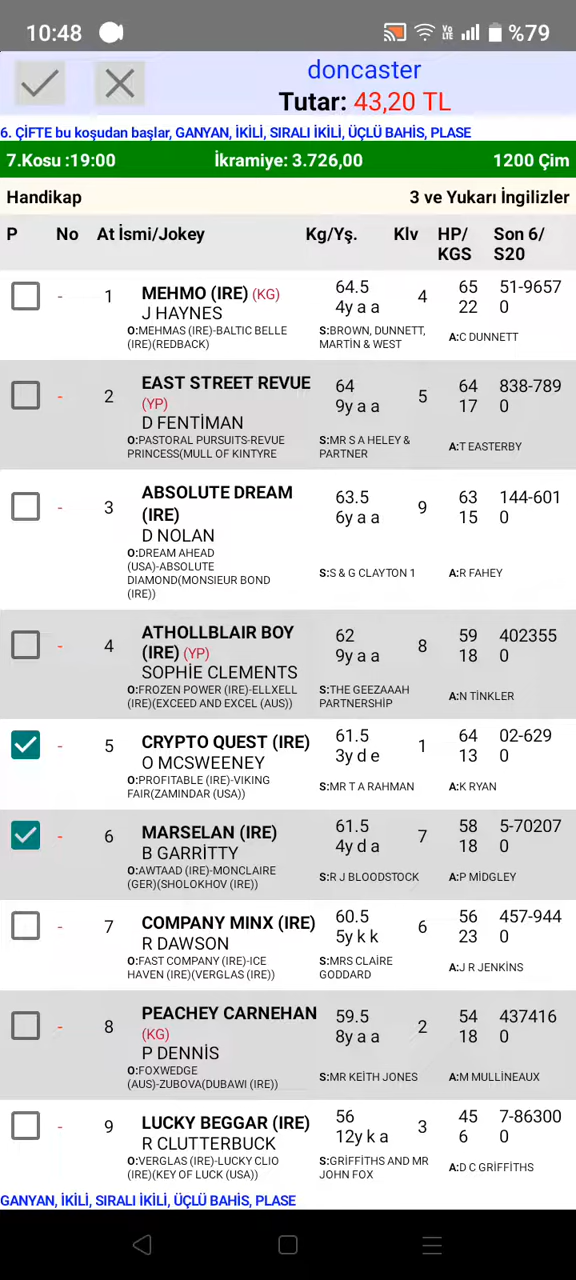 10:48 Vo LTE %79
doncaster
Tutar: 43,20 TL
6. ÇİFTE bu koşudan başlar, GANYAN, İKİLİ, SIRALI İKİLİ, ÜÇLÜ BAHİS, PLASE
7.Kosu :19:00 İkramiye: 3.726,00 1200 Çim
Handikap 3 ve Yukarı İngilizler
P No At İsmi/Jokey Kg/Yş. Klv HP/ Son 6/
KGS S20
- 1 MEHMO (IRE) (KG) 64.5 4 65 51-9657
J HAYNES 4y a a 22 0
O:MEHMAS (IRE)-BALTIC BELLE S:BROWN, DUNNETT, A:C DUNNETT
(IRE)(REDBACK) MARTİN & WEST
- 2 EAST STREET REVUE 64 5 64 838-789
(YP) 9y a a 17 0
D FENTİMAN
O:PASTORAL PURSUITS-REVUE S:MR S A HELEY & A:T EASTERBY
PRINCESS(MULL OF KINTYRE PARTNER
- 3 ABSOLUTE DREAM 63.5 9 63 144-601
(IRE) 6y a a 15 0
D NOLAN
O:DREAM AHEAD
(USA)-ABSOLUTE S:S & G CLAYTON 1 A:R FAHEY
DIAMOND(MONSIEUR BOND
(IRE))
- 4 ATHOLLBLAIR BOY 62 8 59 402355
(IRE) (YP) 9y a a 18 0
SOPHİE CLEMENTS
O:FROZEN POWER (IRE)-ELLXELL S:THE GEEZAAAH A:N TİNKLER
(IRE)(EXCEED AND EXCEL (AUS)) PARTNERSHİP
- 5 CRYPTO QUEST (IRE) 61.5 1 64 02-629
O MCSWEENEY 3y d e 13 0
O:PROFITABLE (IRE)-VIKING S:MR T A RAHMAN A:K RYAN
FAIR(ZAMINDAR (USA))
- 6 MARSELAN (IRE) 61.5 7 58 5-70207
B GARRİTTY 4y d a 18 0
O:AWTAAD (IRE)-MONCLAIRE S:R J BLOODSTOCK A:P MİDGLEY
(GER)(SHOLOKHOV (IRE))
- 7 COMPANY MINX (IRE) 60.5 6 56 457-944
R DAWSON 5y k k 23 0
O:FAST COMPANY (IRE)-ICE S:MRS CLAİRE A:J R JENKİNS
HAVEN (IRE)(VERGLAS (IRE)) GODDARD
- 8 PEACHEY CARNEHAN 59.5 2 54 437416
(KG) 8y a a 18 0
P DENNİS
O:FOXWEDGE S:MR KEİTH JONES A:M MULLİNEAUX
(AUS)-ZUBOVA(DUBAWI (IRE))
- 9 LUCKY BEGGAR (IRE) 56 3 45 7-86300
R CLUTTERBUCK 12y k a 6 0
O:VERGLAS (IRE)-LUCKY CLIO S:GRİFFİTHS AND MR A:D C GRİFFİTHS
(IRE)(KEY OF LUCK (USA)) JOHN FOX
GANYAN, İKİLİ, SIRALI İKİLİ, ÜÇLÜ BAHİS, PLASE